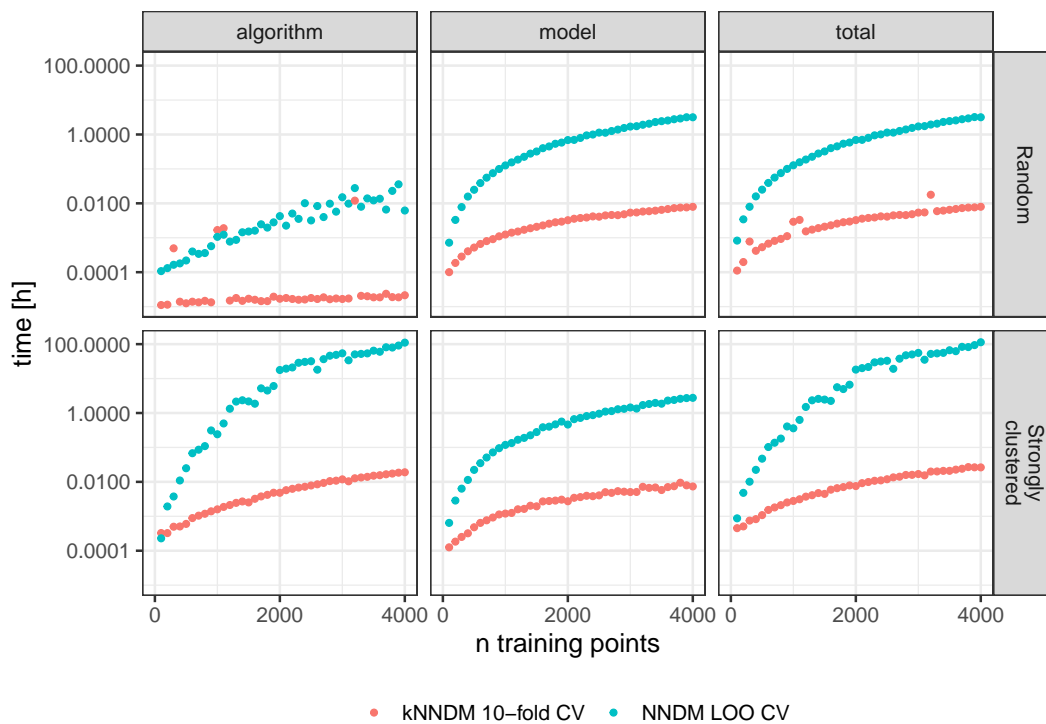 algorithm model total
100.0000
1.0000
0.0100
0.0001
Random
100.0000
1.0000
0.0100
0.0001
Strongly
clustered
time [h]
0 2000 4000 0 2000 4000 0 2000 4000
n training points
kNNDM 10−fold CV NNDM LOO CV